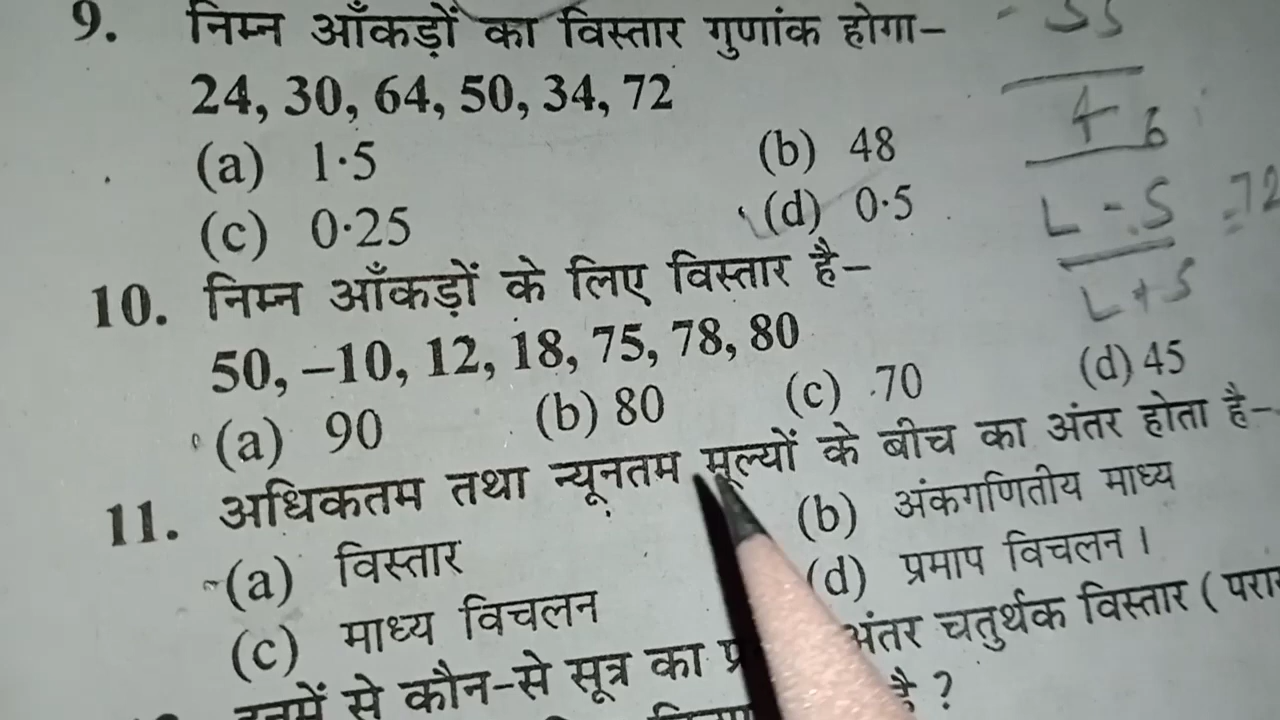 9. निम्न आँकड़ों का विस्तार गुणांक होगा–
24, 30, 64, 50, 34, 72
(a) 1·5 (b) 48
(c) 0·25 (d) 0·5
10. निम्न आँकड़ों के लिए विस्तार है–
50, –10, 12, 18, 75, 78, 80
(a) 90 (b) 80 (c) 70 (d) 45
11. अधिकतम तथा न्यूनतम मूल्यों के बीच का अंतर होता है–
(a) विस्तार (b) अंकगणितीय माध्य
(c) माध्य विचलन (d) प्रमाप विचलन ।
से कौन-से सूत्र का अंतर चतुर्थक विस्तार (
है ?
L - S 72
L + S